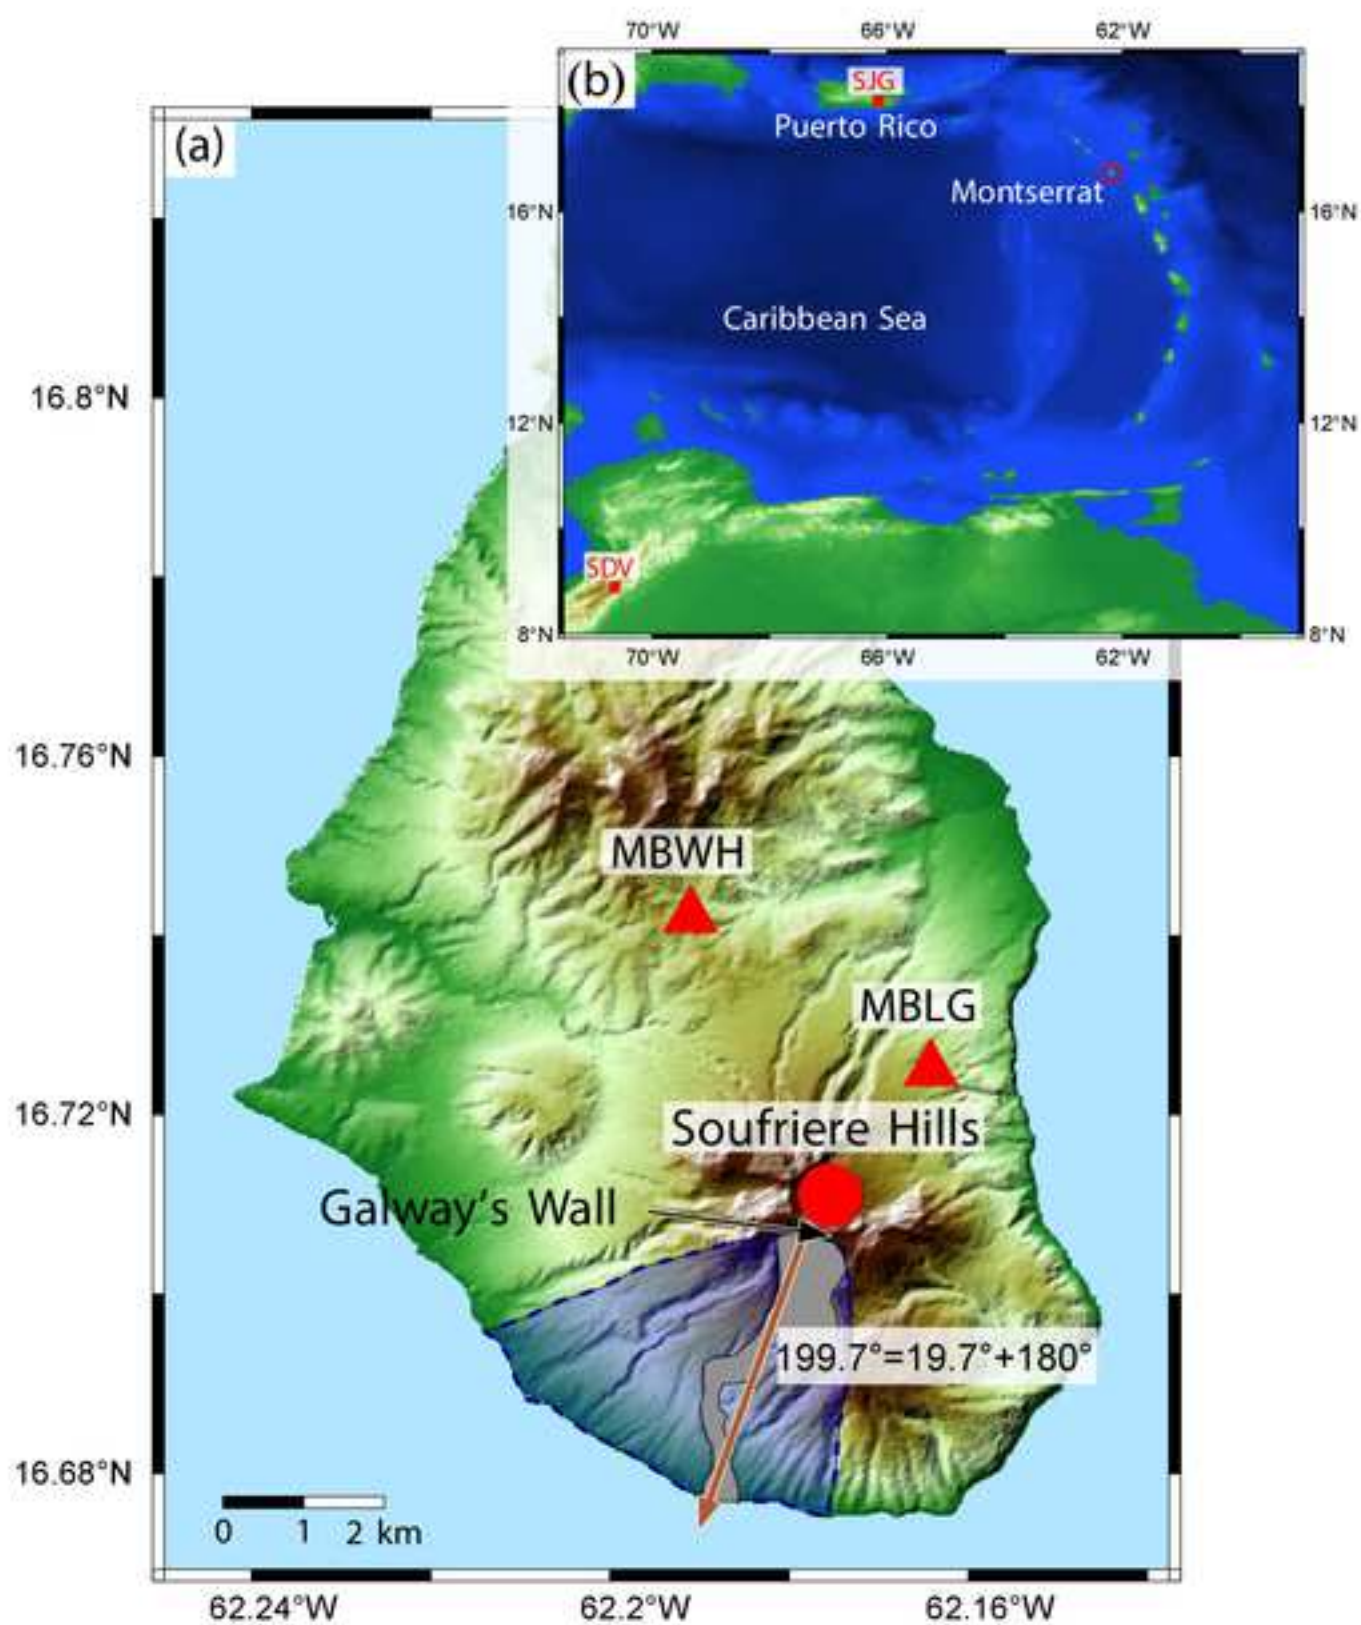 70°W 66°W 62°W
(b)
SJG
Puerto Rico
(a)
Montserrat
16°N 16°N
Caribbean Sea
16.8°N
12°N 12°N
SDV
8°N 8°N
70°W 66°W 62°W
16.76°N
MBWH
MBLG
16.72°N
Soufriere Hills
Galway's Wall
199.7°=19.7°+180°
16.68°N
0 1 2 km
62.24°W 62.2°W 62.16°W